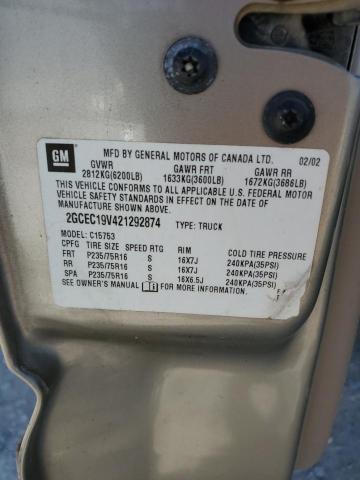 GM
MFD BY GENERAL MOTORS OF CANADA LTD. 02/02
GVWR GAWR FRT GAWR RR
2812KG(6200LB) 1633KG(3600LB) 1672KG(3686LB)
THIS VEHICLE CONFORMS TO ALL APPLICABLE U.S. FEDERAL MOTOR
VEHICLE SAFETY STANDARDS IN EFFECT ON THE DATE OF
MANUFACTURE SHOWN ABOVE.
2GCEC19V421292874 TYPE: TRUCK
MODEL: C15753
CPFG TIRE SIZE SPEED RTG RIM COLD TIRE PRESSURE
FRT P235/75R16 S 16X7J 240KPA(35PSI)
RR P235/75R16 S 16X7J 240KPA(35PSI)
SPA P235/75R16 S 16X6.5J 240KPA(35PSI)
SEE OWNER'S MANUAL FOR MORE INFORMATION.